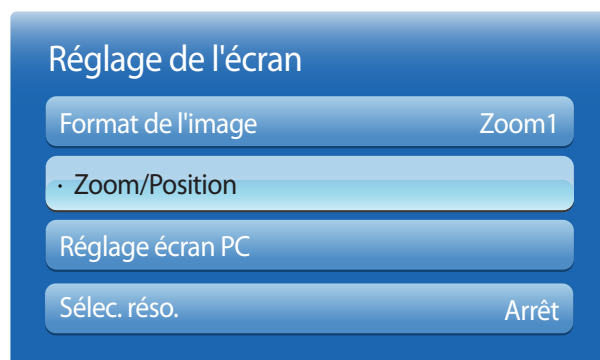 Réglage de l'écran
Format de l'image Zoom1
· Zoom/Position
Réglage écran PC
Sélec. réso. Arrêt